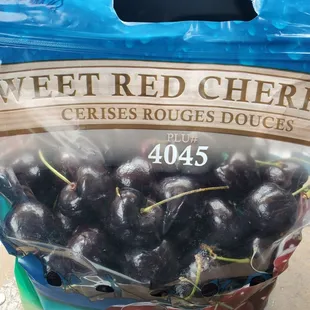 WEET RED CHERR
CERISES ROUGES DOUCES
PLU#
4045